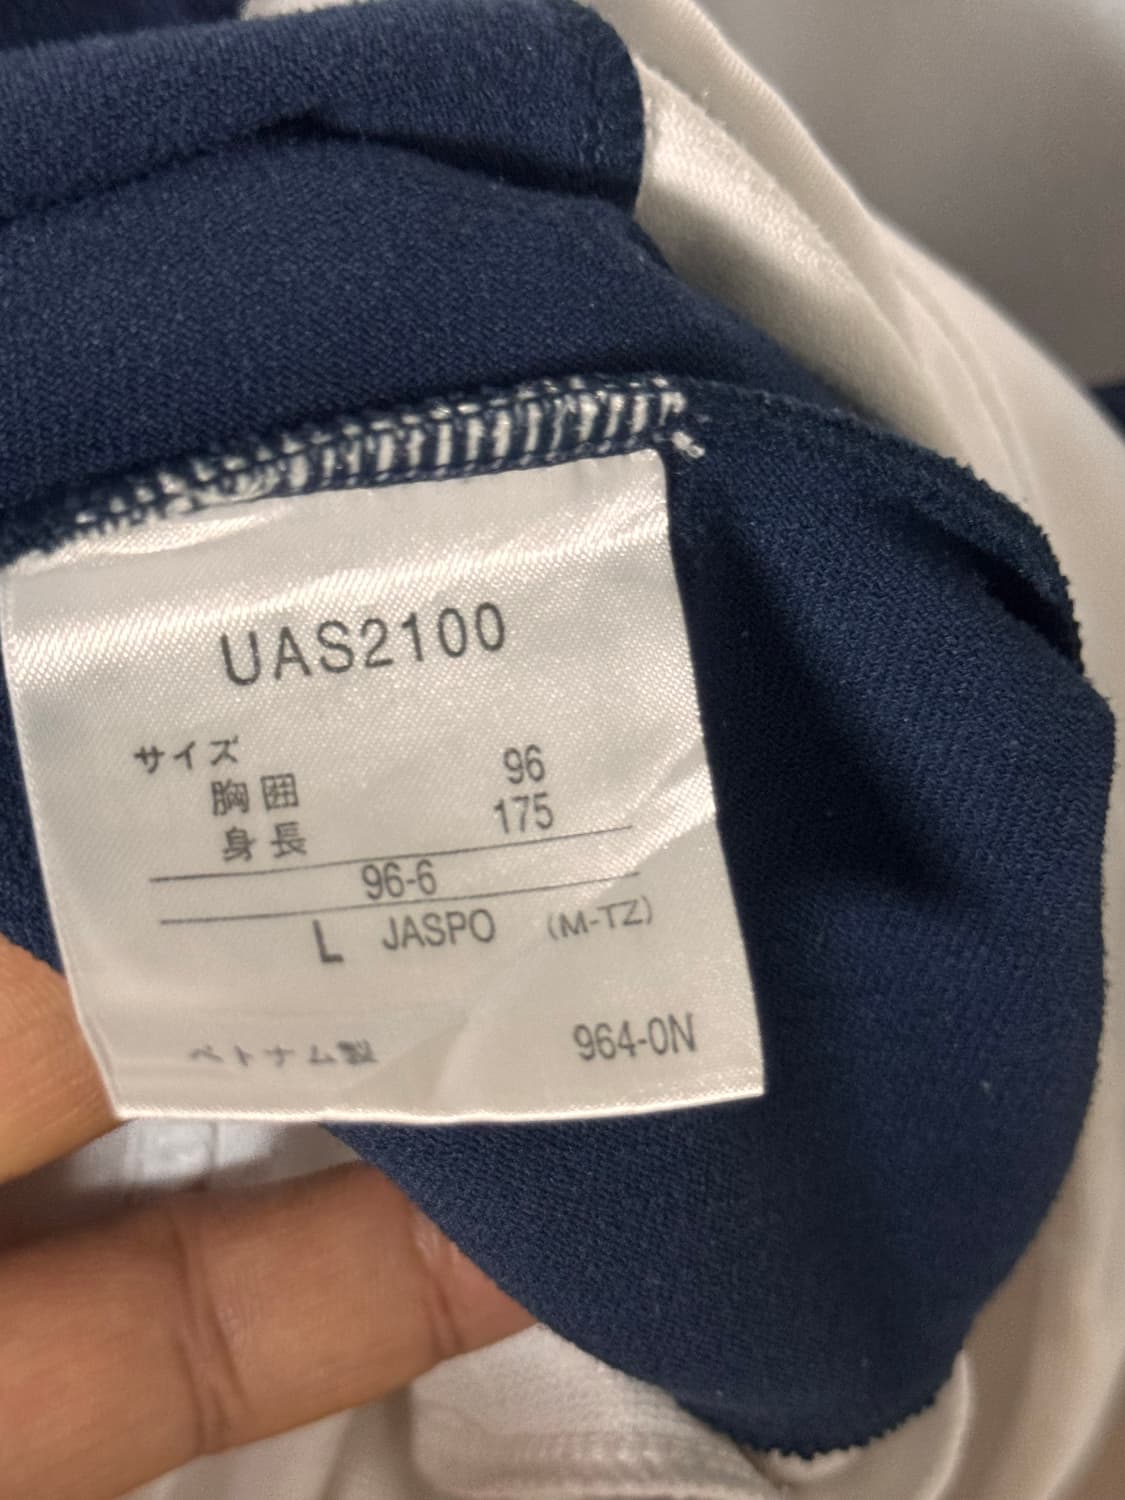 UAS2100
サイズ
胸囲 96
身長 175
96-6
L JASPO (M-TZ)
ベトナム製 964-0N